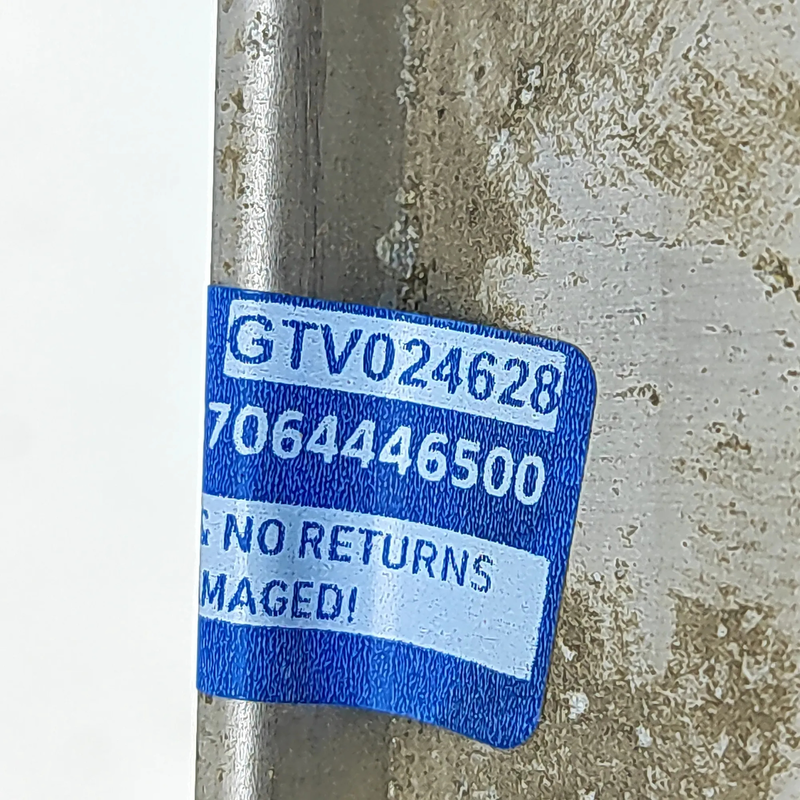 GTV024628
7064446500
& NO RETURNS
MAGED!